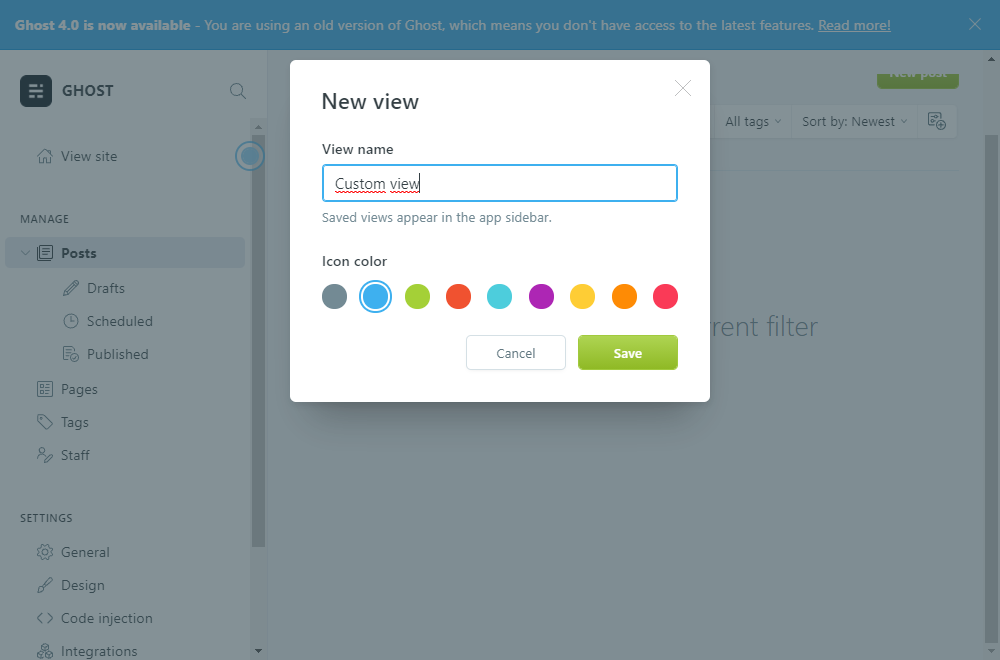 Ghost 4.0 is now available - You are using an old version of Ghost, which means you don't have access to the latest features. Read more!
GHOST
New post
View site
All tags
Sort by: Newest
MANAGE
Posts
Drafts
Scheduled
Published
Pages
Tags
Staff
SETTINGS
General
Design
Code injection
Integrations
New view
View name
Custom view
Saved views appear in the app sidebar.
Icon color
Cancel
Save
filter